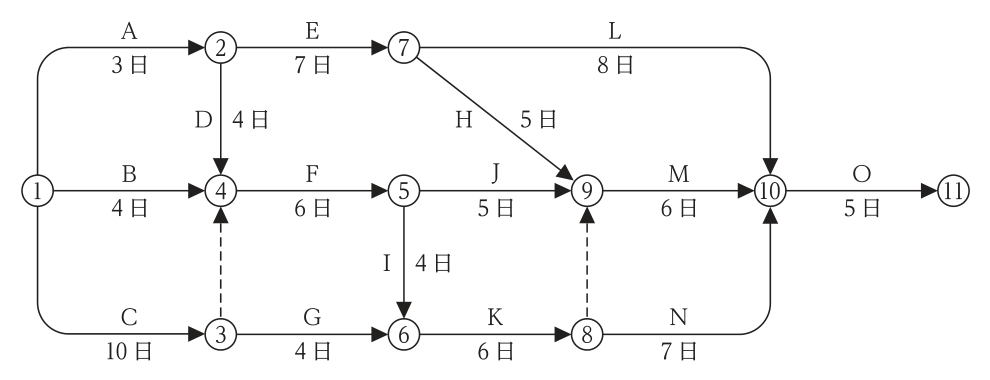 A E L
② ⑦
3 日 7 日 8 日
D 4 日 H 5 日
B F J M O
① ④ ⑤ ⑨ ⑩ ⑪
4 日 6 日 5 日 6 日 5 日
I 4 日
C G K N
③ ⑥ ⑧
10 日 4 日 6 日 7 日